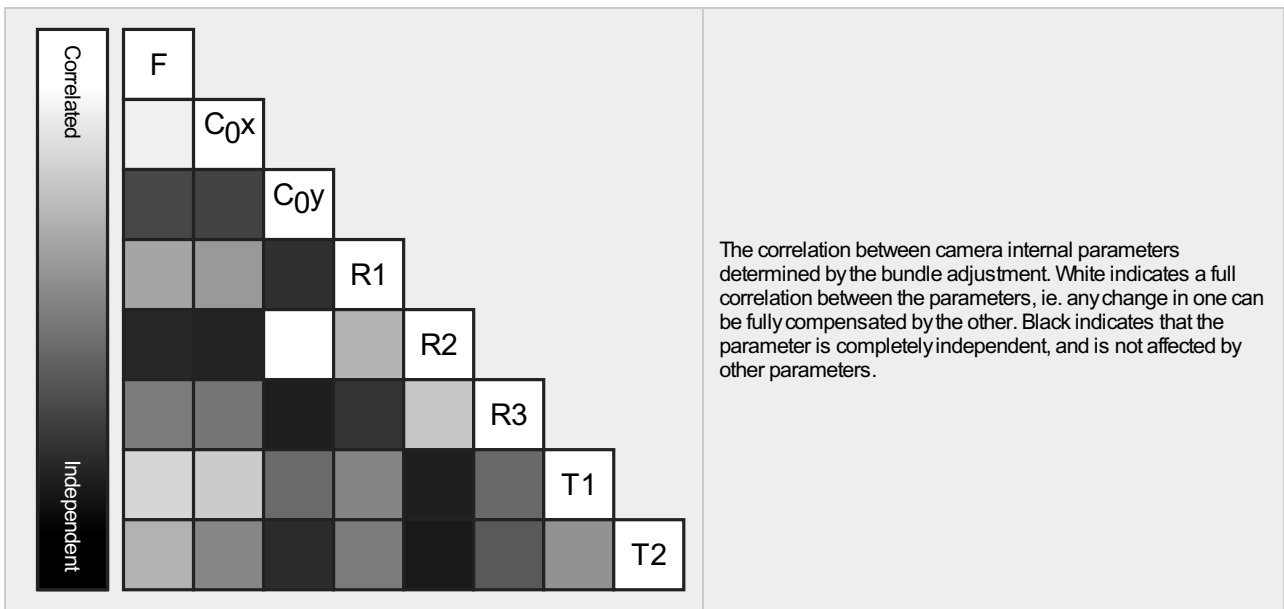 Correlated
Independent
F
C0x
C0y
R1
R2
R3
T1
T2
The correlation between camera internal parameters
determined by the bundle adjustment. White indicates a full
correlation between the parameters, ie. any change in one can
be fully compensated by the other. Black indicates that the
parameter is completely independent, and is not affected by
other parameters.